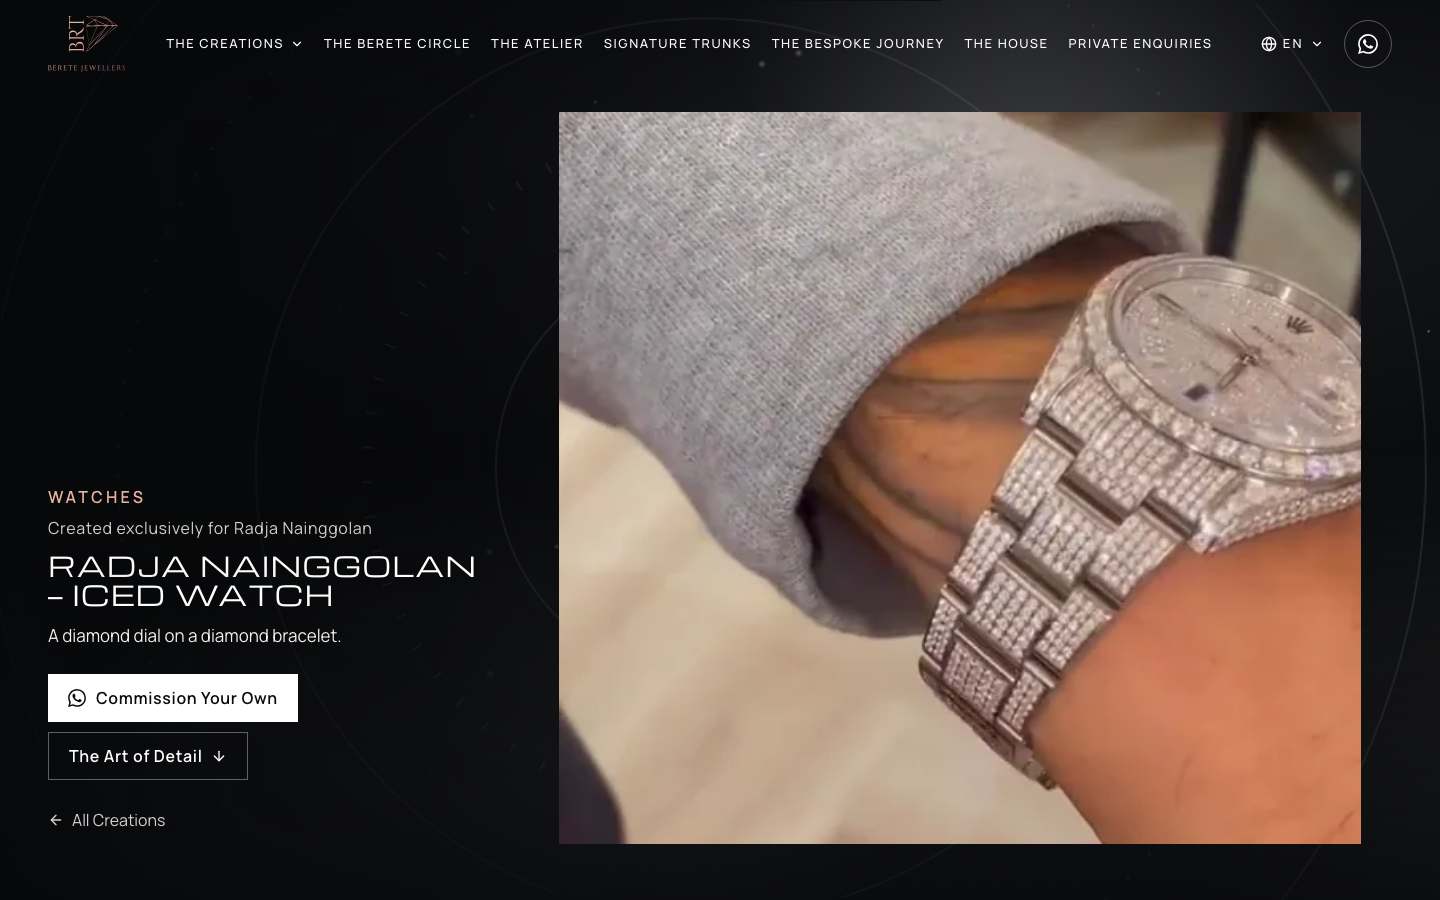 BRT
BERETE JEWELLERS
THE CREATIONS
THE BERETE CIRCLE
THE ATELIER
SIGNATURE TRUNKS
THE BESPOKE JOURNEY
THE HOUSE
PRIVATE ENQUIRIES
EN
WATCHES
Created exclusively for Radja Nainggolan
RADJA NAINGGOLAN
– ICED WATCH
A diamond dial on a diamond bracelet.
Commission Your Own
The Art of Detail
All Creations